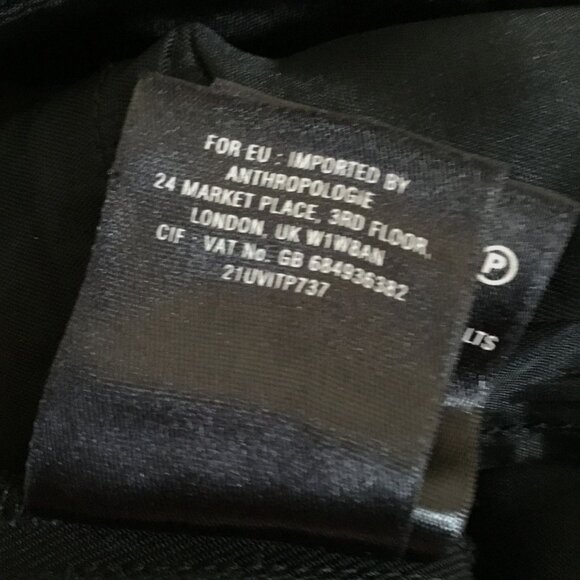 FOR EU : IMPORTED BY
ANTHROPOLOGIE
24 MARKET PLACE, 3RD FLOOR,
LONDON, UK W1W8AN
CIF : VAT No. GB 684936382
21UVITP737
P
LTS